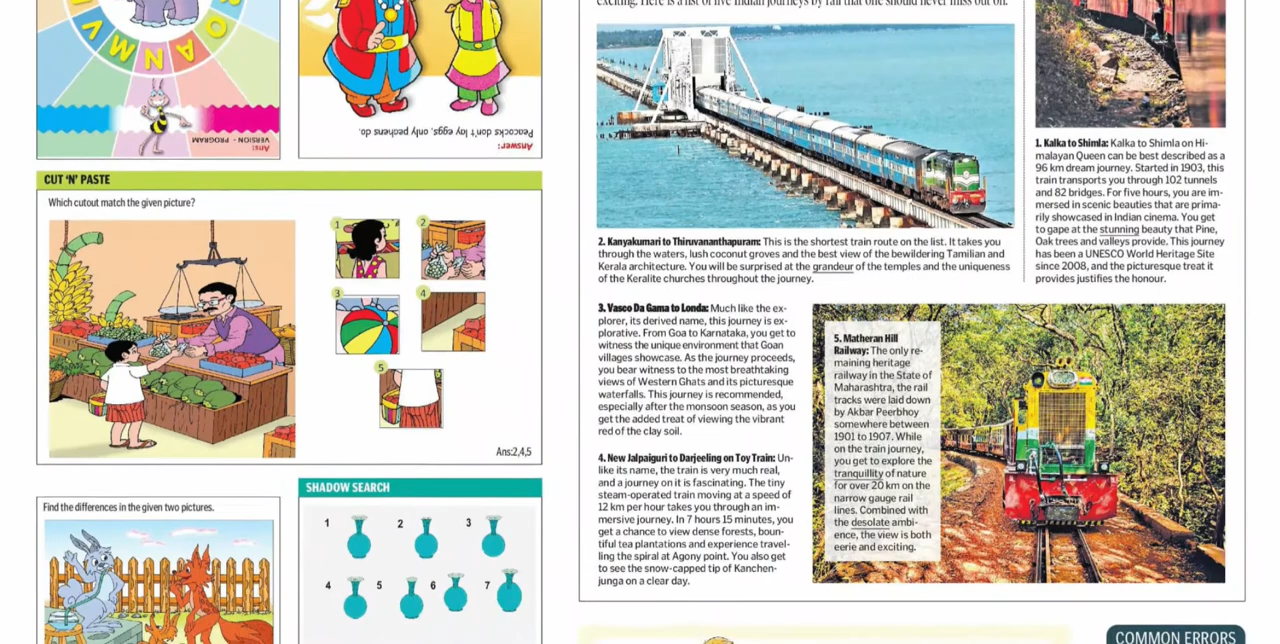 O
A N M V
Ans:
VERSION - PROGRAM
Answer:
Peacocks don't lay eggs, only peahens do.
CUT 'N' PASTE
Which cutout match the given picture?
1
2
3
4
5
Ans:2,4,5
Find the differences in the given two pictures.
SHADOW SEARCH
1 2 3
4 5 6 7
exciting. Here is a list of five Indian journeys by rail that one should never miss out on.
1. Kalka to Shimla: Kalka to Shimla on Hi-
malayan Queen can be best described as a
96 km dream journey. Started in 1903, this
train transports you through 102 tunnels
and 82 bridges. For five hours, you are im-
mersed in scenic beauties that are prima-
rily showcased in Indian cinema. You get
to gape at the stunning beauty that Pine,
Oak trees and valleys provide. This journey
has been a UNESCO World Heritage Site
since 2008, and the picturesque treat it
provides justifies the honour.
2. Kanyakumari to Thiruvananthapuram: This is the shortest train route on the list. It takes you
through the waters, lush coconut groves and the best view of the bewildering Tamilian and
Kerala architecture. You will be surprised at the grandeur of the temples and the uniqueness
of the Keralite churches throughout the journey.
3. Vasco Da Gama to Londa: Much like the ex-
plorer, its derived name, this journey is ex-
plorative. From Goa to Karnataka, you get to
witness the unique environment that Goan
villages showcase. As the journey proceeds,
you bear witness to the most breathtaking
views of Western Ghats and its picturesque
waterfalls. This journey is recommended,
especially after the monsoon season, as you
get the added treat of viewing the vibrant
red of the clay soil.
4. New Jalpaiguri to Darjeeling on Toy Train: Un-
like its name, the train is very much real,
and a journey on it is fascinating. The tiny
steam-operated train moving at a speed of
12 km per hour takes you through an im-
mersive journey. In 7 hours 15 minutes, you
get a chance to view dense forests, boun-
tiful tea plantations and experience travel-
ling the spiral at Agony point. You also get
to see the snow-capped tip of Kanchen-
junga on a clear day.
5. Matheran Hill
Railway: The only re-
maining heritage
railway in the State of
Maharashtra, the rail
tracks were laid down
by Akbar Peerbhoy
somewhere between
1901 to 1907. While
on the train journey,
you get to explore the
tranquillity of nature
for over 20 km on the
narrow gauge rail
lines. Combined with
the desolate ambi-
ence, the view is both
eerie and exciting.
COMMON ERRORS